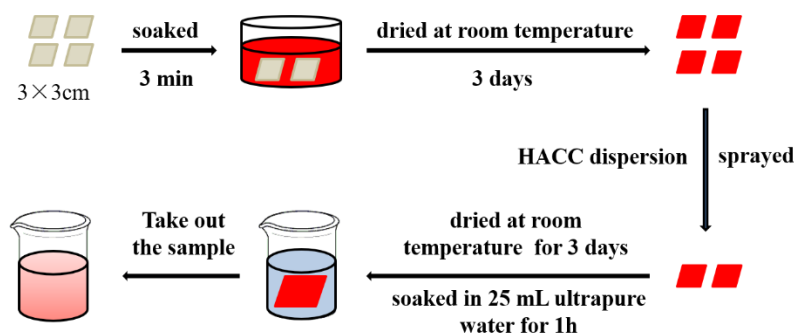 soaked
3 min
3×3cm
dried at room temperature
3 days
HACC dispersion
sprayed
dried at room
temperature for 3 days
soaked in 25 mL ultrapure
water for 1h
Take out
the sample